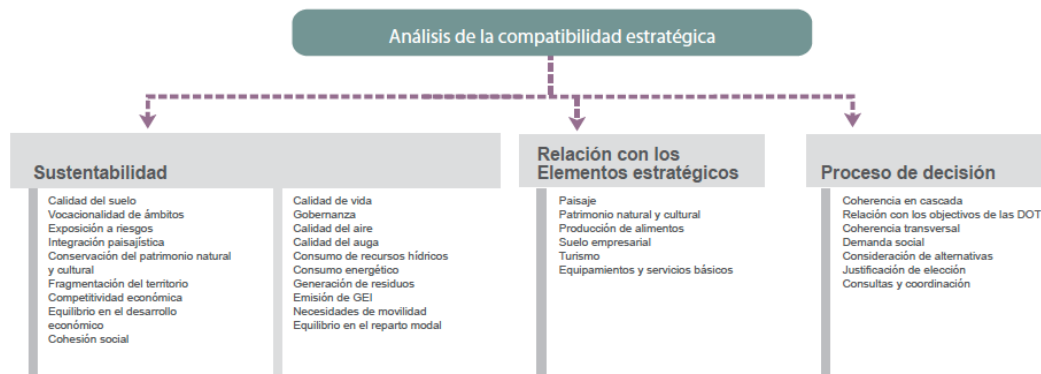 Análisis de la compatibilidad estratégica
Sustentabilidad
Calidad del suelo
Vocacionalidad de ámbitos
Exposición a riesgos
Integración paisajística
Conservación del patrimonio natural
y cultural
Fragmentación del territorio
Competitividad económica
Equilibrio en el desarrollo
económico
Cohesión social
Calidad de vida
Gobernanza
Calidad del aire
Calidad del auga
Consumo de recursos hídricos
Consumo energético
Generación de residuos
Emisión de GEI
Necesidades de movilidad
Equilibrio en el reparto modal
Relación con los
Elementos estratégicos
Paisaje
Patrimonio natural y cultural
Producción de alimentos
Suelo empresarial
Turismo
Equipamientos y servicios básicos
Proceso de decisión
Coherencia en cascada
Relación con los objectivos de las DOT
Coherencia transversal
Demanda social
Consideración de alternativas
Justificación de elección
Consultas y coordinación